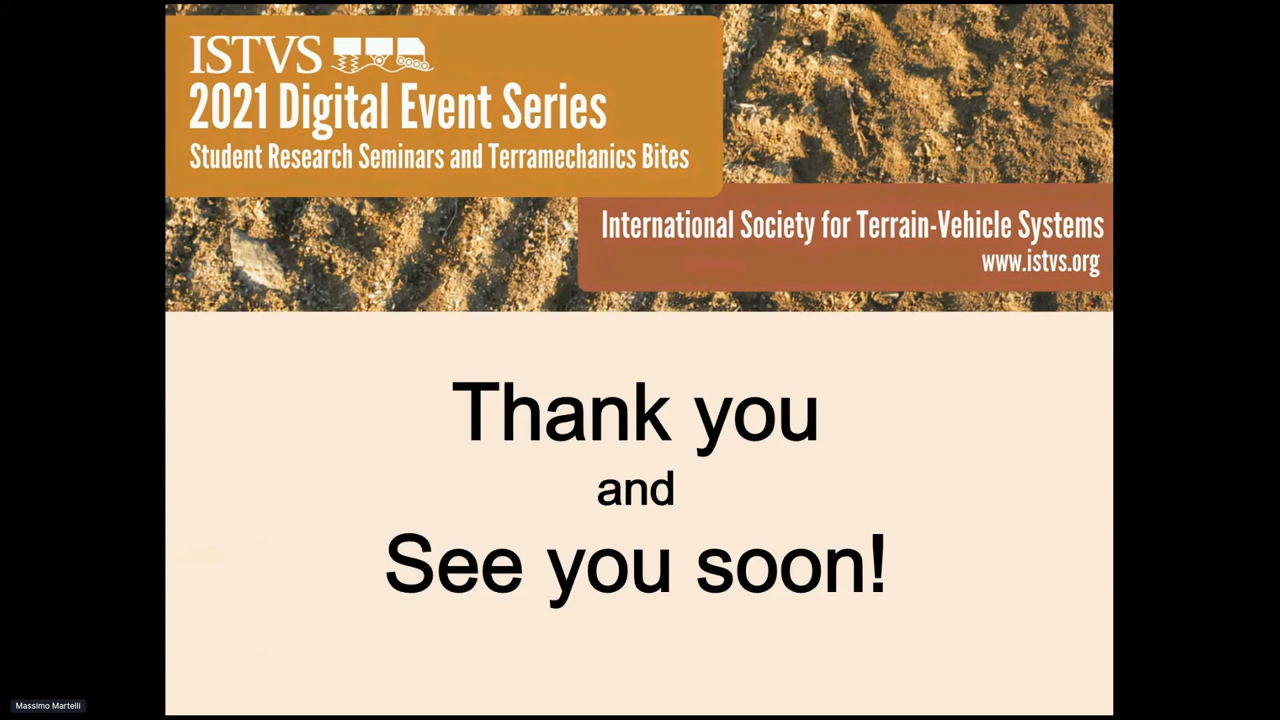 ISTVS
2021 Digital Event Series
Student Research Seminars and Terramechanics Bites
International Society for Terrain-Vehicle Systems
www.istvs.org
Thank you
and
See you soon!
Massimo Martelli